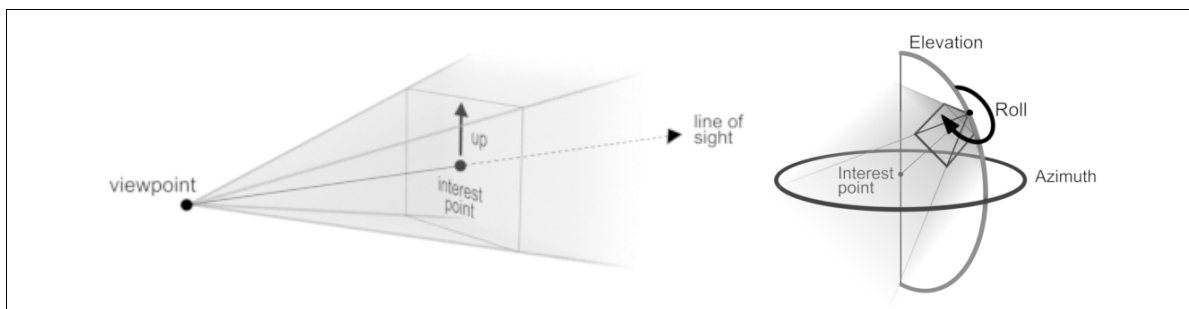 viewpoint
up
interest
point
line of
sight
Elevation
Roll
Interest
point
Azimuth